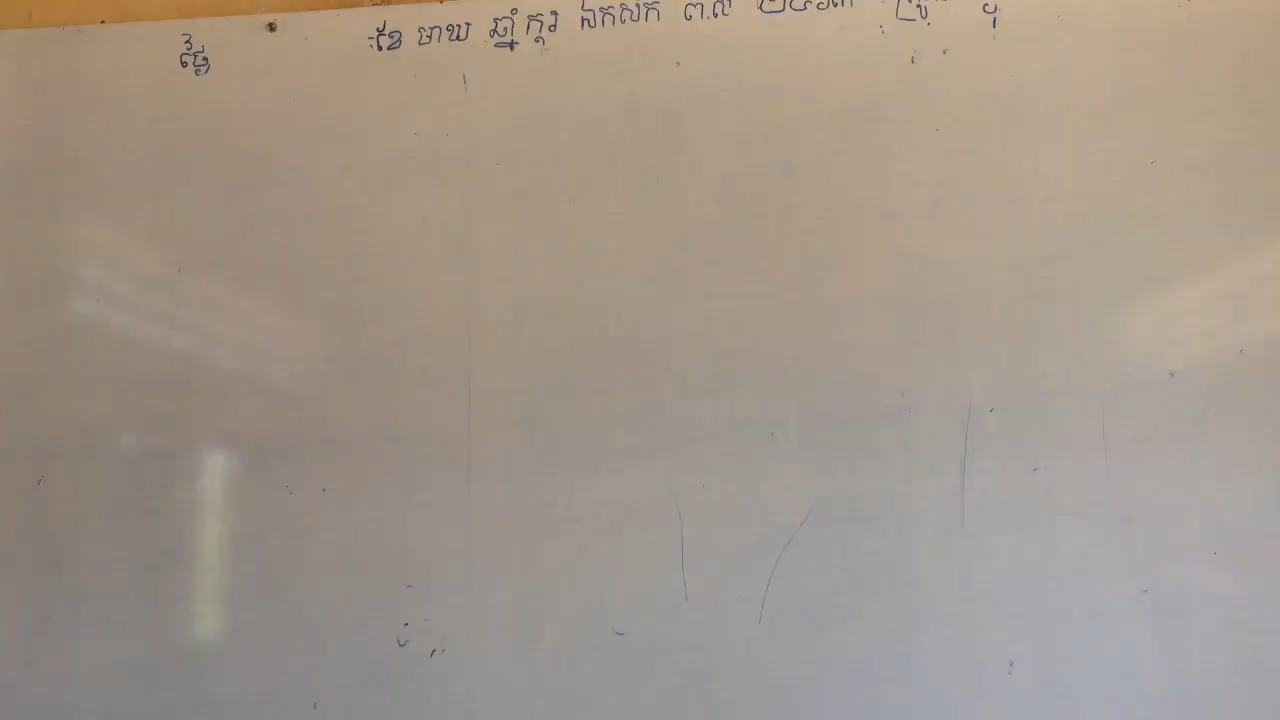 ថ្ងៃ ខែ មាឃ ឆ្នាំ កុរ ឯកស័ក ព.ស ២៥៦៣